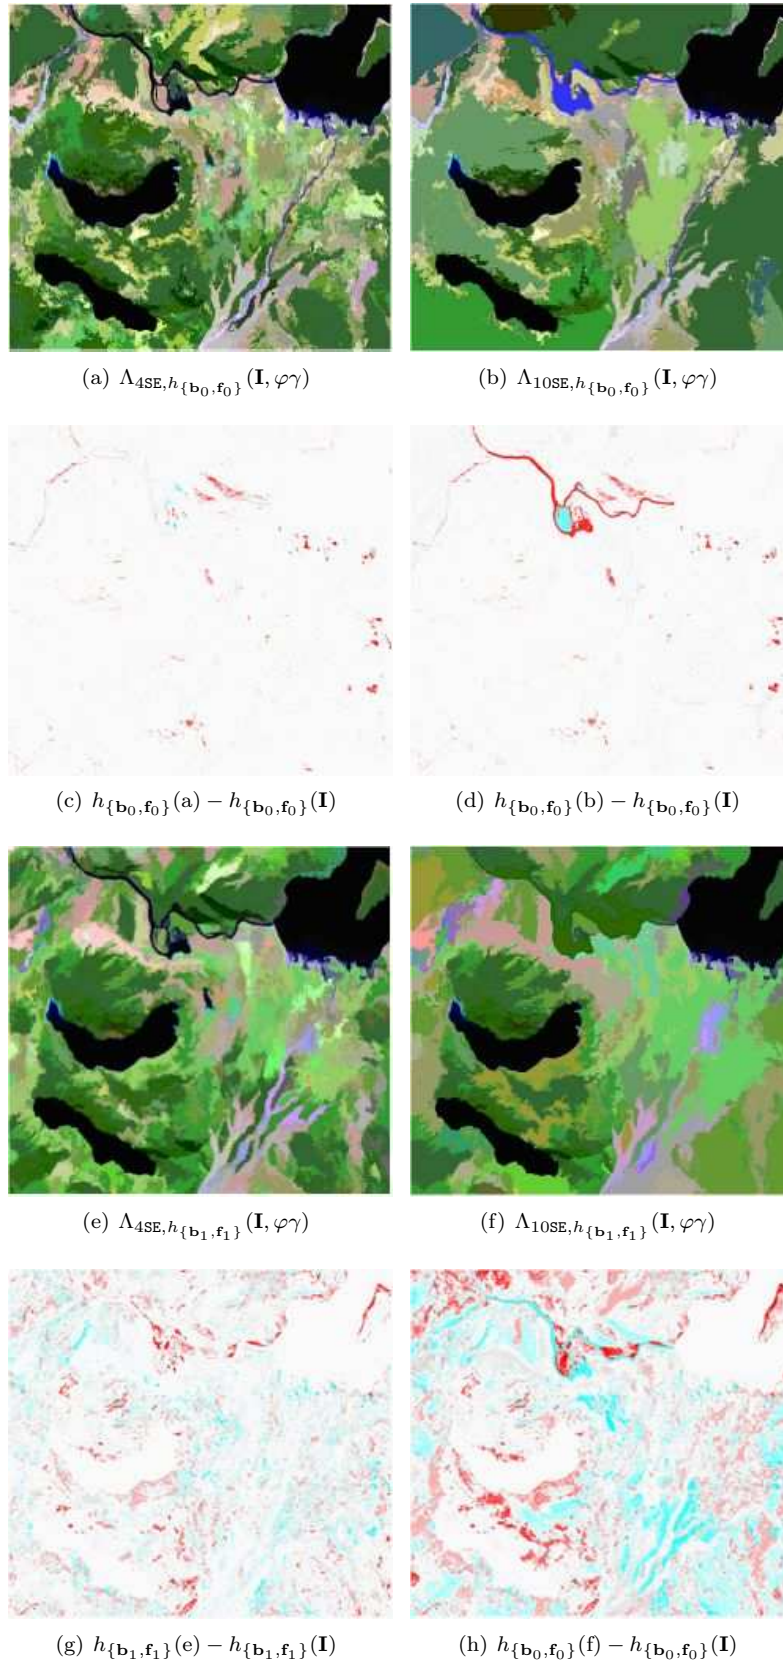 (a) Λ4SE,h{b0,f0}(I, φγ)
(b) Λ10SE,h{b0,f0}(I, φγ)
(c) h{b0,f0}(a) − h{b0,f0}(I)
(d) h{b0,f0}(b) − h{b0,f0}(I)
(e) Λ4SE,h{b1,f1}(I, φγ)
(f) Λ10SE,h{b1,f1}(I, φγ)
(g) h{b1,f1}(e) − h{b1,f1}(I)
(h) h{b0,f0}(f) − h{b0,f0}(I)